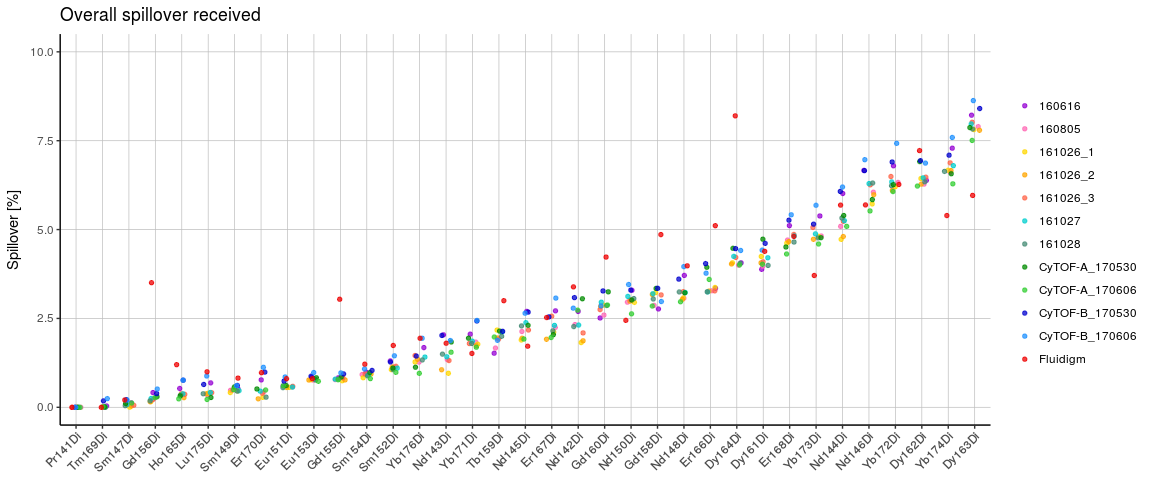 Overall spillover received
Spillover [%]
10.0
7.5
5.0
2.5
0.0
Pr141Di
Tm169Di
Sm147Di
Gd156Di
Ho165Di
Lu175Di
Sm149Di
Er170Di
Eu151Di
Eu153Di
Gd155Di
Sm154Di
Sm152Di
Yb176Di
Nd143Di
Yb171Di
Tb159Di
Nd145Di
Er167Di
Nd142Di
Gd160Di
Nd150Di
Gd158Di
Nd148Di
Er166Di
Dy164Di
Dy161Di
Er168Di
Yb173Di
Nd144Di
Nd146Di
Yb172Di
Dy162Di
Yb174Di
Dy163Di
160616
160805
161026_1
161026_2
161026_3
161027
161028
CyTOF-A_170530
CyTOF-A_170606
CyTOF-B_170530
CyTOF-B_170606
Fluidigm